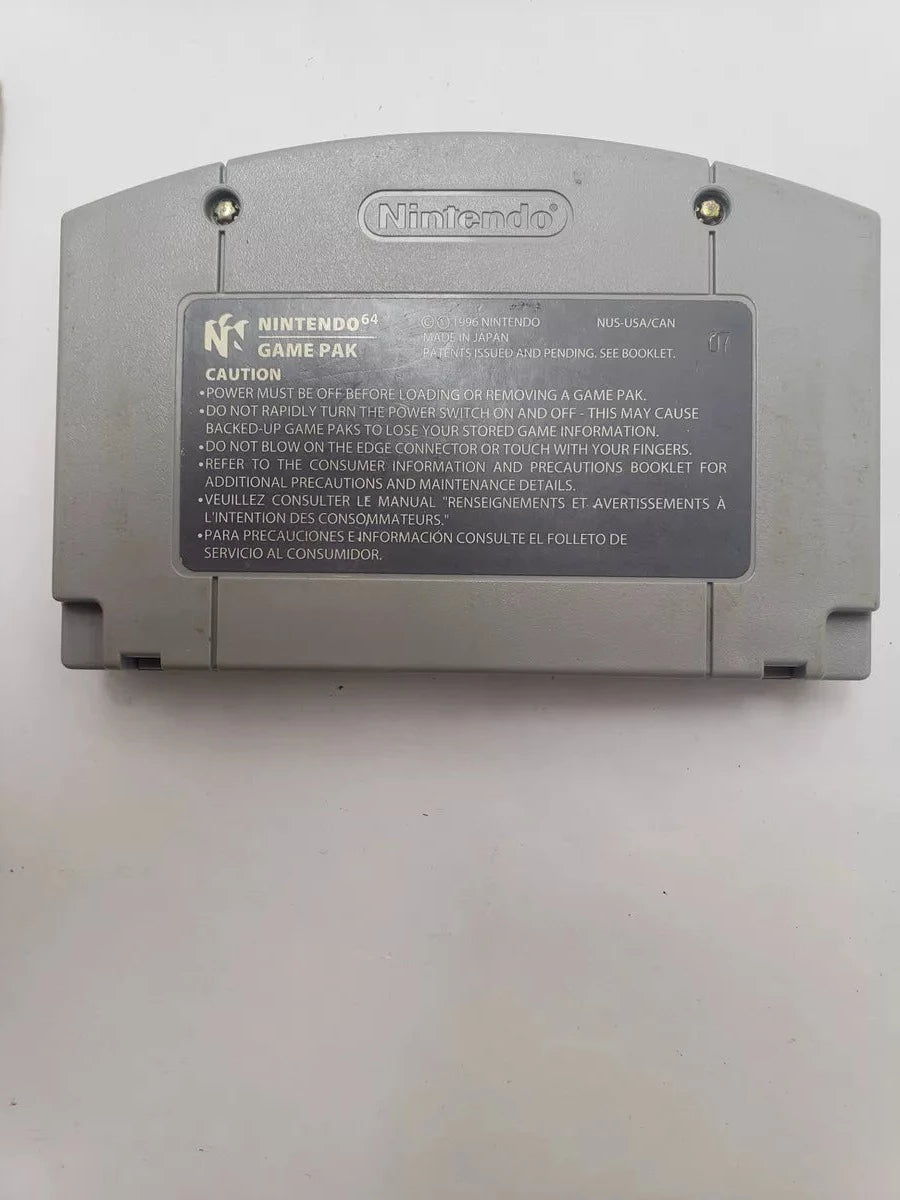 Nintendo®
NINTENDO 64
GAME PAK
© ℗ 1996 NINTENDO
NUS-USA/CAN
MADE IN JAPAN
PATENTS ISSUED AND PENDING. SEE BOOKLET.
07
CAUTION
•POWER MUST BE OFF BEFORE LOADING OR REMOVING A GAME PAK.
•DO NOT RAPIDLY TURN THE POWER SWITCH ON AND OFF - THIS MAY CAUSE
BACKED-UP GAME PAKS TO LOSE YOUR STORED GAME INFORMATION.
•DO NOT BLOW ON THE EDGE CONNECTOR OR TOUCH WITH YOUR FINGERS.
•REFER TO THE CONSUMER INFORMATION AND PRECAUTIONS BOOKLET FOR
ADDITIONAL PRECAUTIONS AND MAINTENANCE DETAILS.
•VEUILLEZ CONSULTER LE MANUAL "RENSEIGNEMENTS ET AVERTISSEMENTS À
L'INTENTION DES CONSOMMATEURS."
•PARA PRECAUCIONES E INFORMACIÓN CONSULTE EL FOLLETO DE
SERVICIO AL CONSUMIDOR.